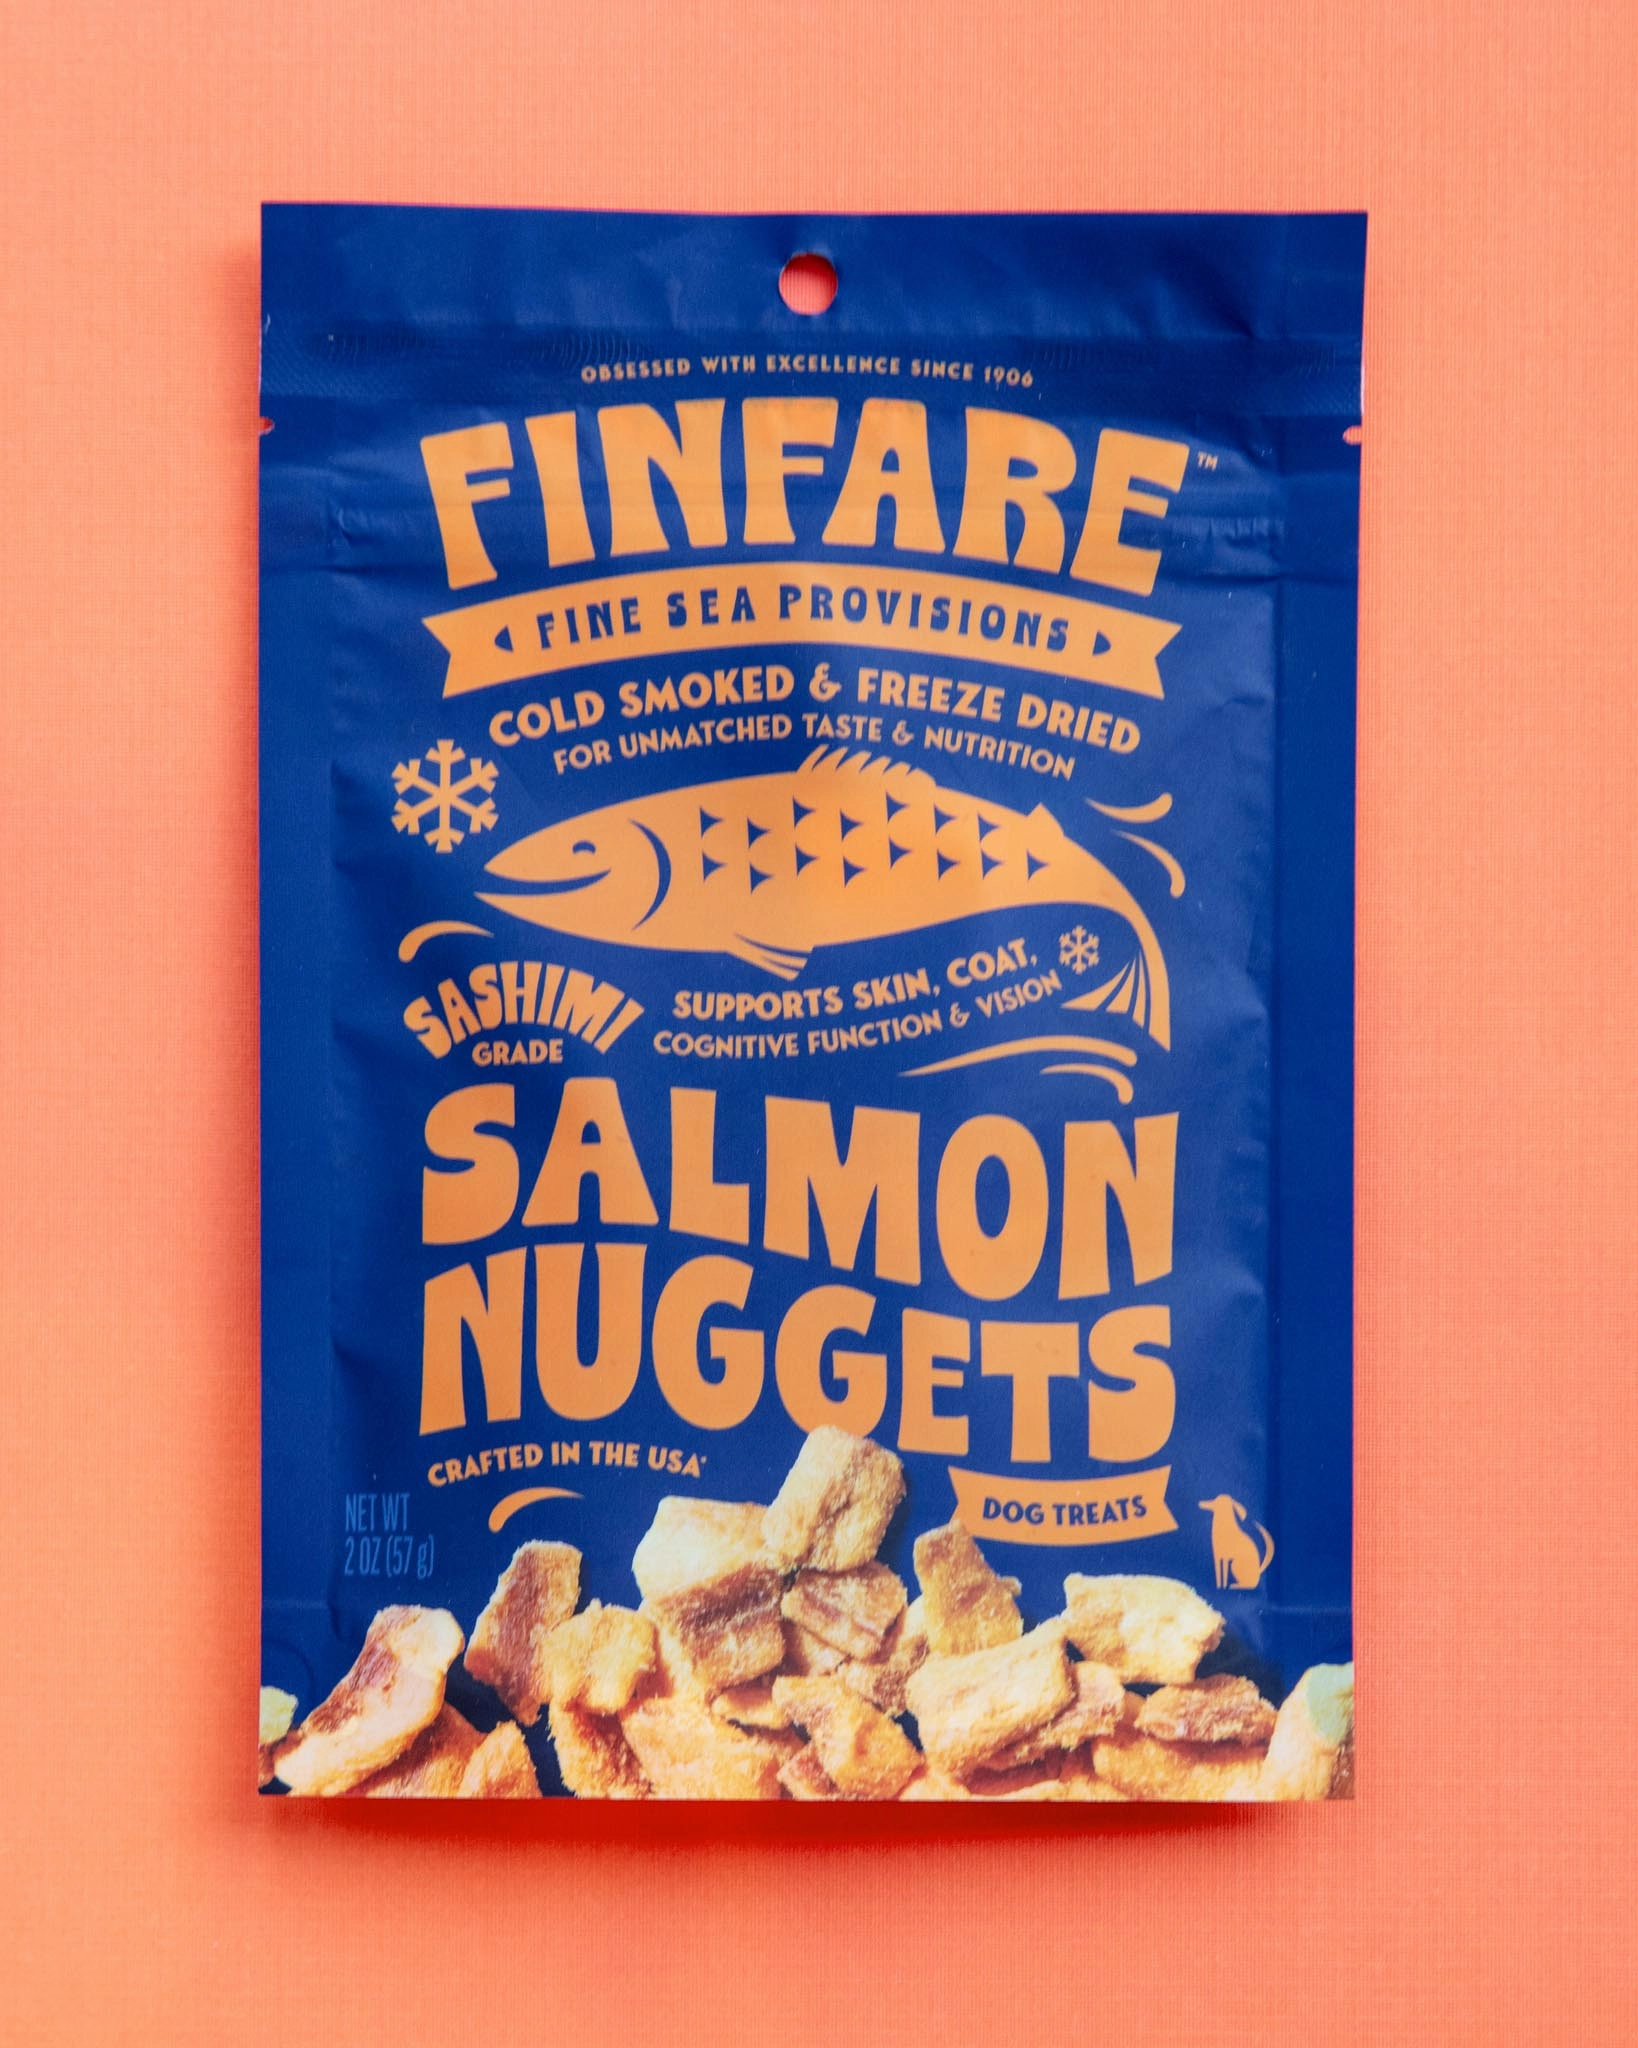 OBSESSED WITH EXCELLENCE SINCE 1906
FINFARE™
FINE SEA PROVISIONS
COLD SMOKED & FREEZE DRIED
FOR UNMATCHED TASTE & NUTRITION
SASHIMI
GRADE
SUPPORTS SKIN, COAT,
COGNITIVE FUNCTION & VISION
SALMON
NUGGETS
CRAFTED IN THE USA*
DOG TREATS
NET WT
2 OZ (57 g)